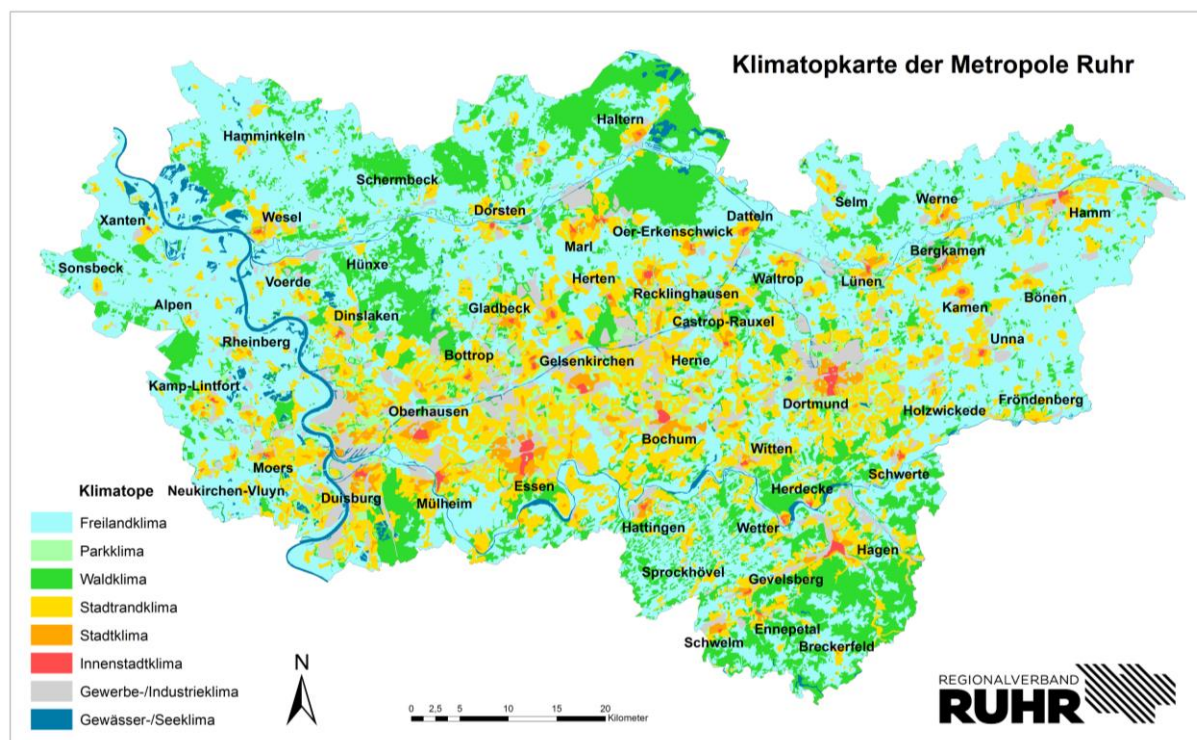 Klimatopkarte der Metropole Ruhr
Haltern
Hamminkeln
Schermbeck
Dorsten
Selm
Werne
Hamm
Xanten
Wesel
Datteln
Marl
Oer-Erkenschwick
Bergkamen
Sonsbeck
Hünxe
Voerde
Herten
Recklinghausen
Waltrop
Lünen
Bönen
Alpen
Dinslaken
Gladbeck
Castrop-Rauxel
Kamen
Rheinberg
Bottrop
Gelsenkirchen
Herne
Unna
Kamp-Lintfort
Oberhausen
Dortmund
Holzwickede
Fröndenberg
Bochum
Witten
Moers
Schwerte
Neukirchen-Vluyn
Duisburg
Mülheim
Essen
Herdecke
Hattingen
Wetter
Hagen
Sprockhövel
Gevelsberg
Ennepetal
Schwelm
Breckerfeld
Klimatope
Freilandklima
Parkklima
Waldklima
Stadtrandklima
Stadtklima
Innenstadtklima
Gewerbe-/Industrieklima
Gewässer-/Seeklima
N
0 2,5 5 10 15 20
Kilometer
REGIONALVERBAND
RUHR